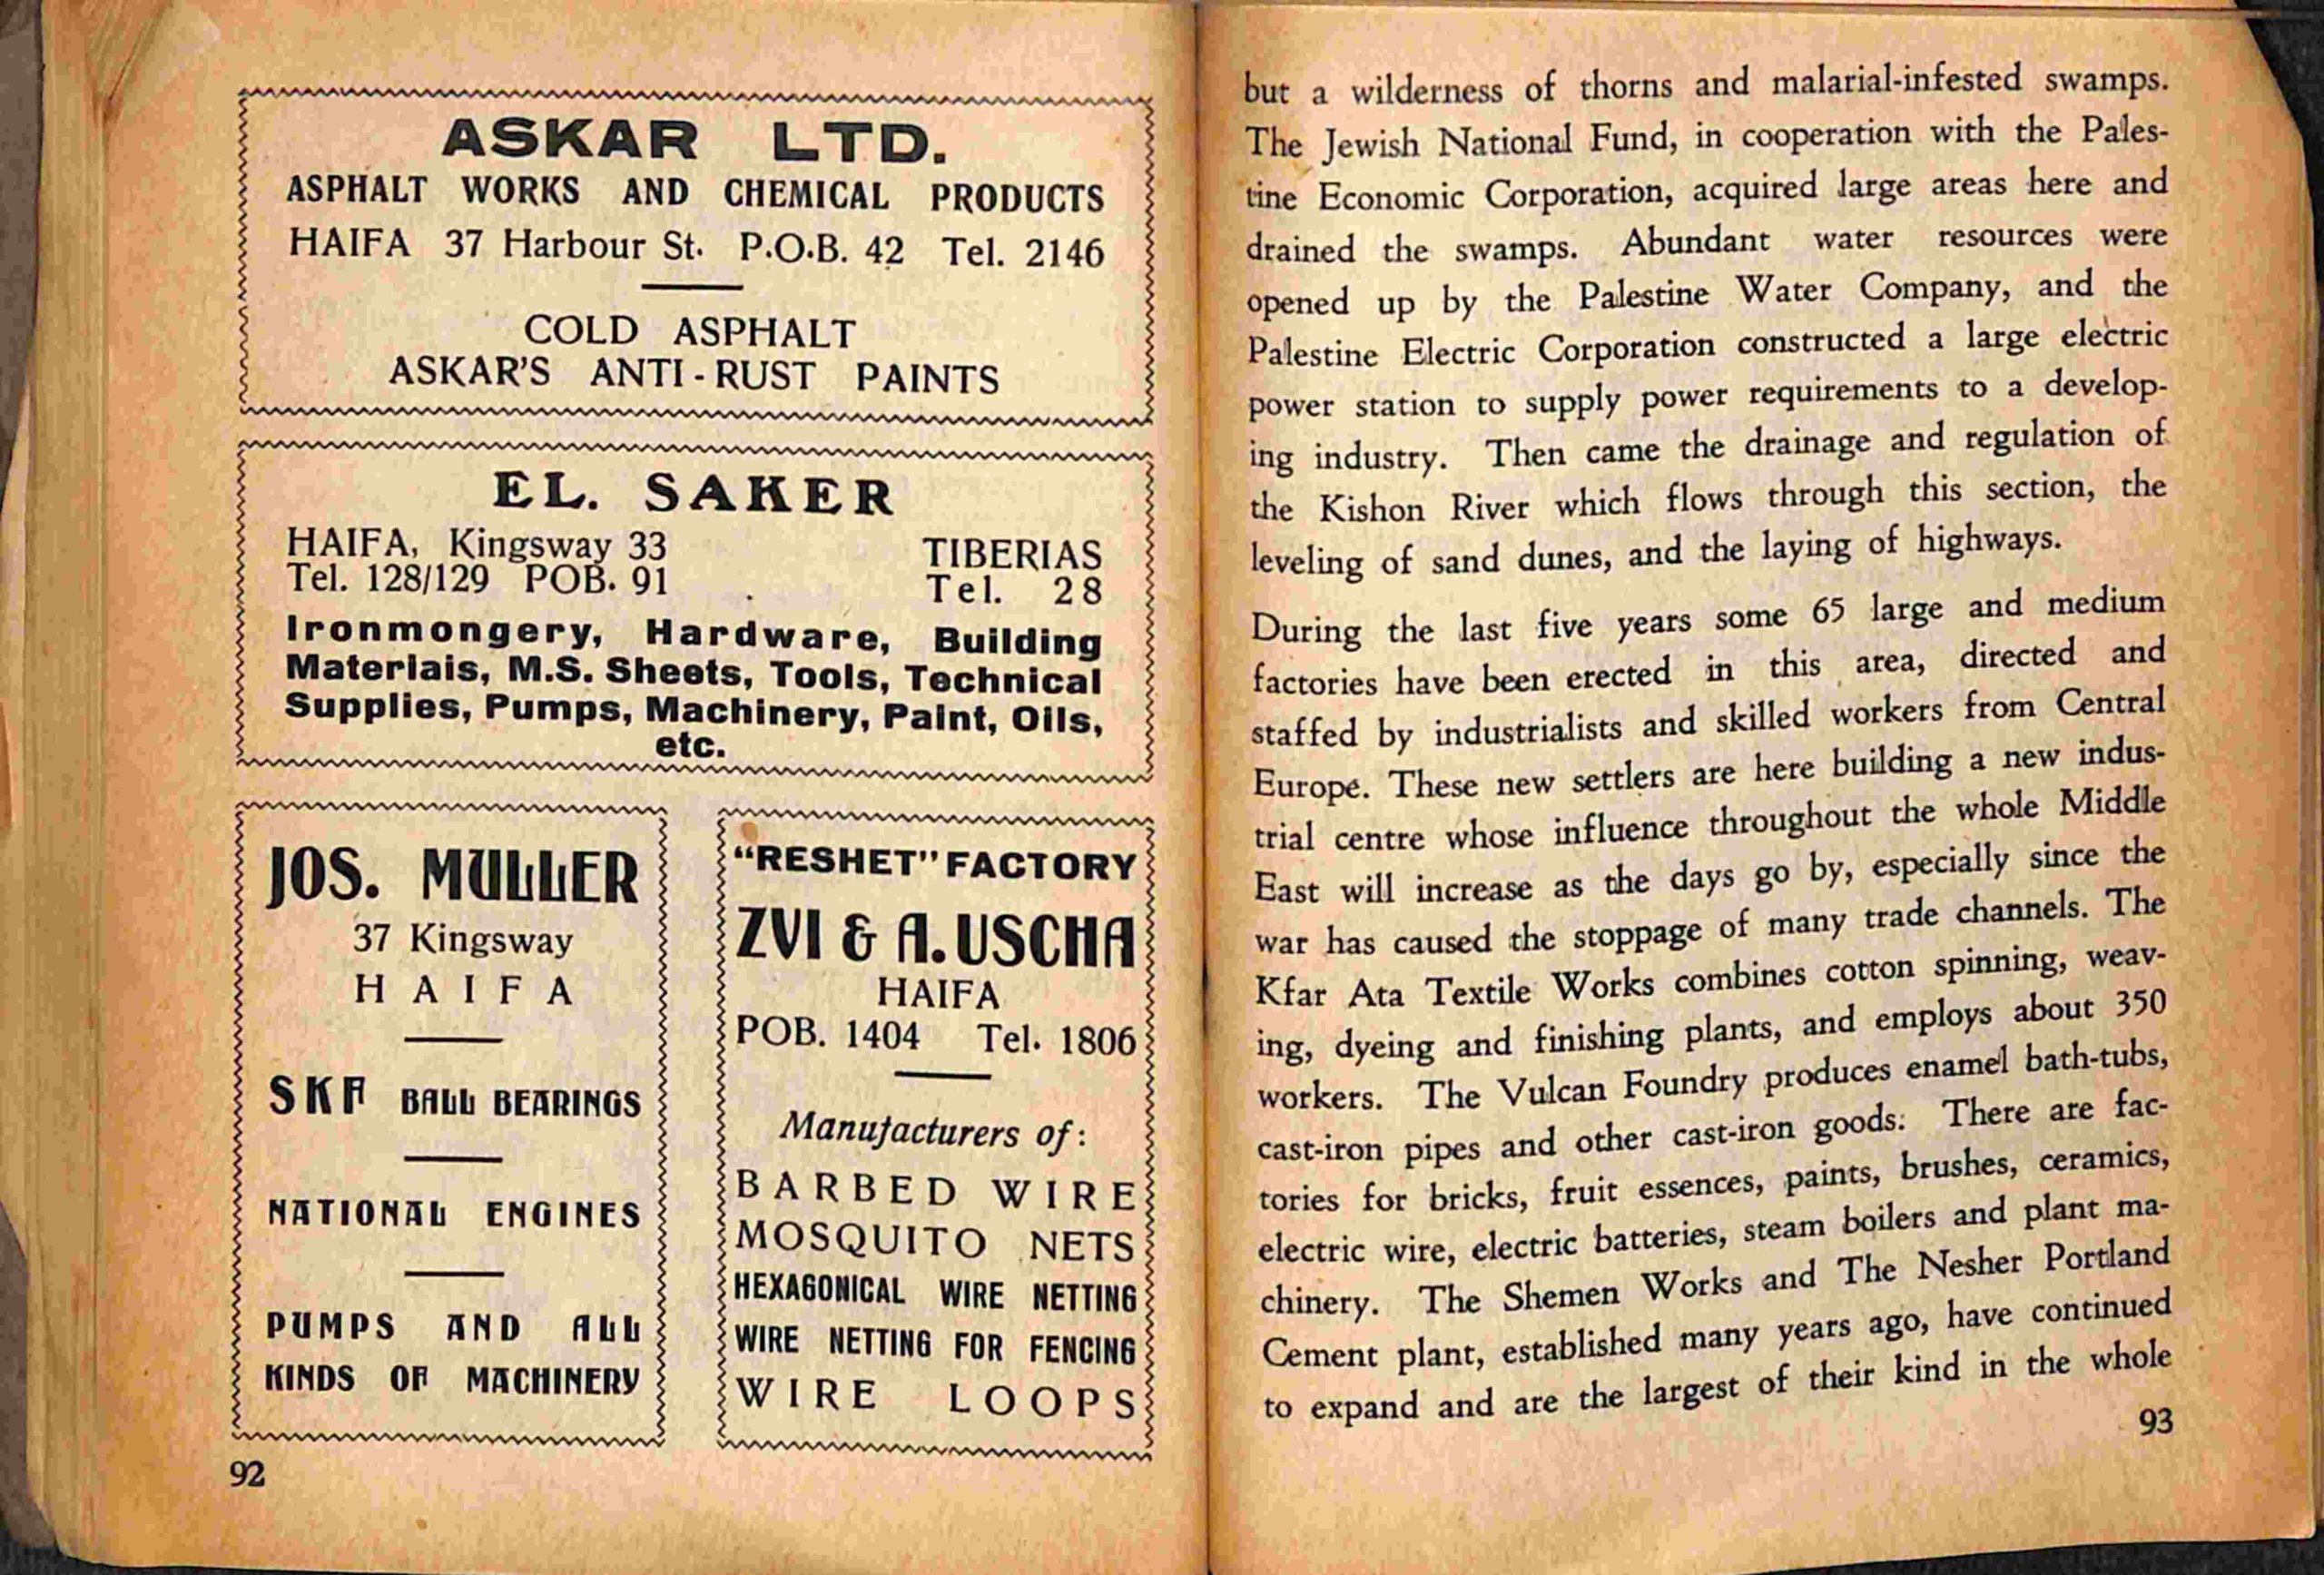 ASKAR LTD.
ASPHALT WORKS AND CHEMICAL PRODUCTS
HAIFA 37 Harbour St. P.O.B. 42 Tel. 2146
COLD ASPHALT
ASKAR'S ANTI-RUST PAINTS
EL. SAKER
HAIFA, Kingsway 33
Tel. 128/129 POB. 91
TIBERIAS
Tel. 28
Ironmongery, Hardware, Building
Materiais, M.S. Sheets, Tools, Technical
Supplies, Pumps, Machinery, Paint, Oils,
etc.
JOS. MULLER
37 Kingsway
HAIFA
SKF BALL BEARINGS
NATIONAL ENGINES
PUMPS AND ALL
KINDS OF MACHINERY
"RESHET" FACTORY
ZVI & A. USCHA
HAIFA
POB. 1404 Tel. 1806
Manufacturers of:
BARBED WIRE
MOSQUITO NETS
HEXAGONICAL WIRE NETTING
WIRE NETTING FOR FENCING
WIRE LOOPS
92
but a wilderness of thorns and malarial-infested swamps.
The Jewish National Fund, in cooperation with the Pales-
tine Economic Corporation, acquired large areas here and
drained the swamps. Abundant water resources were
opened up by the Palestine Water Company, and the
Palestine Electric Corporation constructed a large electric
power station to supply power requirements to a develop-
ing industry. Then came the drainage and regulation of
the Kishon River which flows through this section, the
leveling of sand dunes, and the laying of highways.
During the last five years some 65 large and medium
factories have been erected in this area, directed and
staffed by industrialists and skilled workers from Central
Europe. These new settlers are here building a new indus-
trial centre whose influence throughout the whole Middle
East will increase as the days go by, especially since the
war has caused the stoppage of many trade channels. The
Kfar Ata Textile Works combines cotton spinning, weav-
ing, dyeing and finishing plants, and employs about 350
workers. The Vulcan Foundry produces enamel bath-tubs,
cast-iron pipes and other cast-iron goods: There are fac-
tories for bricks, fruit essences, paints, brushes, ceramics,
electric wire, electric batteries, steam boilers and plant ma-
chinery. The Shemen Works and The Nesher Portland
Cement plant, established many years ago, have continued
to expand and are the largest of their kind in the whole
93